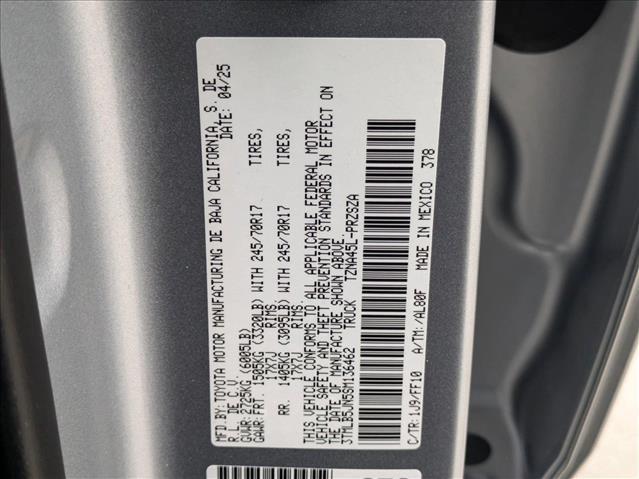 MFD. BY: TOYOTA MOTOR MANUFACTURING DE BAJA CALIFORNIA, S. DE
R. L. DE C. V. DATE: 04/25
GVWR: 2725KG (6005LB)
GAWR: FRT. 1505KG (3320LB) WITH 245/70R17 TIRES,
17X7J RIMS,
RR. 1405KG (3095LB) WITH 245/70R17 TIRES,
17X7J RIMS.
THIS VEHICLE CONFORMS TO ALL APPLICABLE FEDERAL MOTOR
VEHICLE SAFETY AND THEFT PREVENTION STANDARDS IN EFFECT ON
THE DATE OF MANUFACTURE SHOWN ABOVE.
3TMLB5JN5SM136462 TRUCK TZNA45L-PRZSZA
C/TR: 1J9/FF10 A/TM: /AL80F MADE IN MEXICO 378